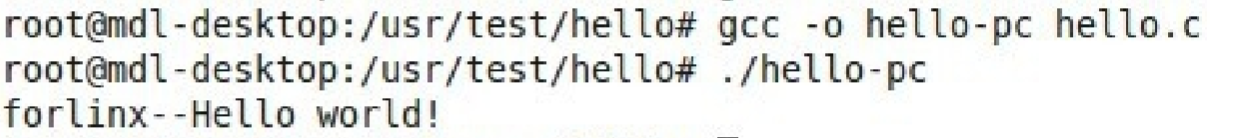 root@mdl-desktop:/usr/test/hello# gcc -o hello-pc hello.c
root@mdl-desktop:/usr/test/hello# ./hello-pc
forlinx--Hello world!